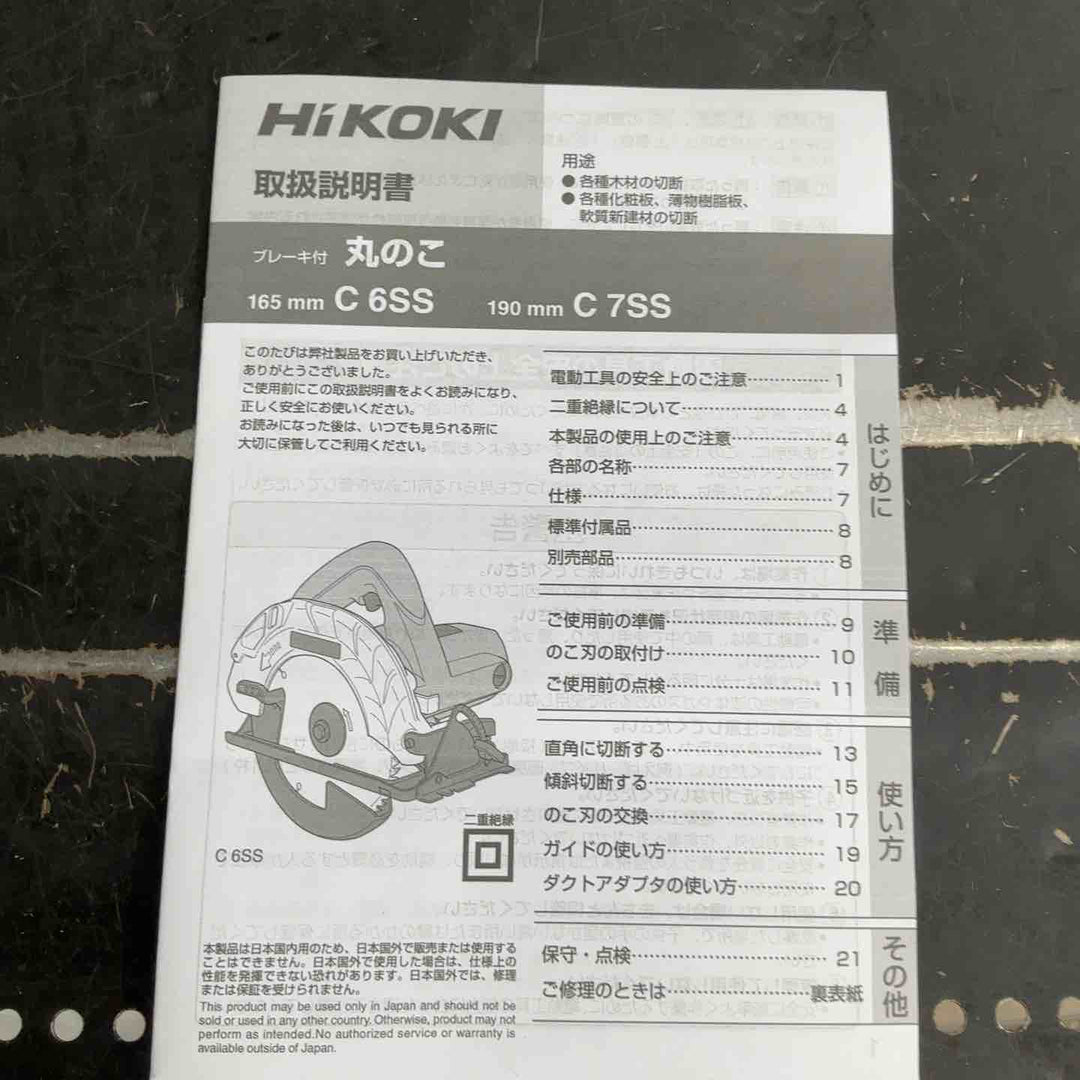 HiKOKI
取扱説明書
用途
● 各種木材の切断
● 各種化粧板、薄物樹脂板、
軟質新建材の切断
ブレーキ付 丸のこ
165 mm C 6SS 190 mm C 7SS
このたびは弊社製品をお買い上げいただき、
ありがとうございました。
ご使用前にこの取扱説明書をよくお読みになり、
正しく安全にお使いください。
お読みになった後は、いつでも見られる所に
大切に保管してご利用ください。
C 6SS
二重絶縁
本製品は日本国内用のため、日本国外で販売または使用する
ことはできません。日本国外で使用した場合は、仕様上の
性能を発揮できない恐れがあります。日本国外では、修理
または保証を受けられません。
This product may be used only in Japan and should not be
sold or used in any other country. Otherwise, product may not
perform as intended.No authorized service or warranty is
available outside of Japan.
はじめに
電動工具の安全上のご注意……………1
二重絶縁について……………………4
本製品の使用上のご注意……………4
各部の名称……………………………7
仕様……………………………………7
標準付属品……………………………8
別売部品………………………………8
準備
ご使用前の準備………………………9
のこ刃の取付け………………………10
ご使用前の点検………………………11
使い方
直角に切断する………………………13
傾斜切断する…………………………15
のこ刃の交換…………………………17
ガイドの使い方………………………19
ダクトアダプタの使い方……………20
その他
保守・点検……………………………21
ご修理のときは………………………裏表紙